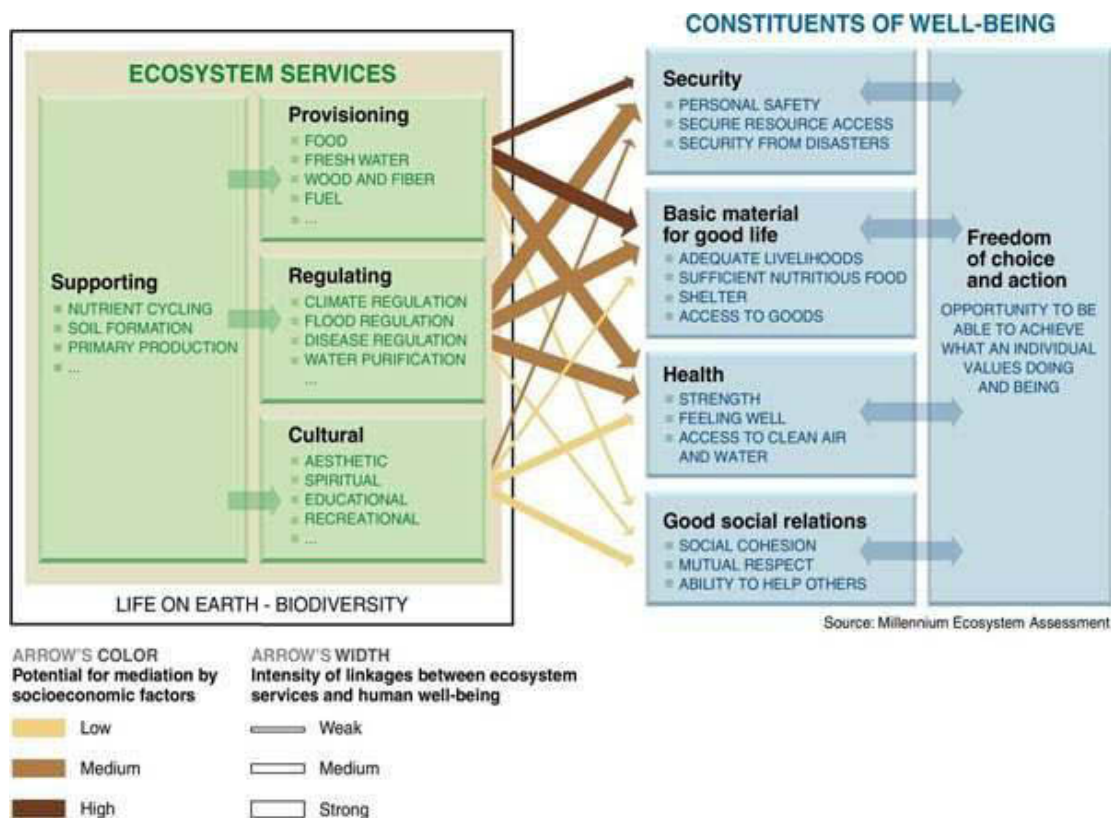 CONSTITUENTS OF WELL-BEING
ECOSYSTEM SERVICES
Supporting
NUTRIENT CYCLING
SOIL FORMATION
PRIMARY PRODUCTION
...
Provisioning
FOOD
FRESH WATER
WOOD AND FIBER
FUEL
...
Regulating
CLIMATE REGULATION
FLOOD REGULATION
DISEASE REGULATION
WATER PURIFICATION
...
Cultural
AESTHETIC
SPIRITUAL
EDUCATIONAL
RECREATIONAL
...
LIFE ON EARTH - BIODIVERSITY
Security
PERSONAL SAFETY
SECURE RESOURCE ACCESS
SECURITY FROM DISASTERS
Basic material
for good life
ADEQUATE LIVELIHOODS
SUFFICIENT NUTRITIOUS FOOD
SHELTER
ACCESS TO GOODS
Health
STRENGTH
FEELING WELL
ACCESS TO CLEAN AIR
AND WATER
Good social relations
SOCIAL COHESION
MUTUAL RESPECT
ABILITY TO HELP OTHERS
Freedom
of choice
and action
OPPORTUNITY TO BE
ABLE TO ACHIEVE
WHAT AN INDIVIDUAL
VALUES DOING
AND BEING
Source: Millennium Ecosystem Assessment
ARROW'S COLOR
Potential for mediation by
socioeconomic factors
Low
Medium
High
ARROW'S WIDTH
Intensity of linkages between ecosystem
services and human well-being
Weak
Medium
Strong